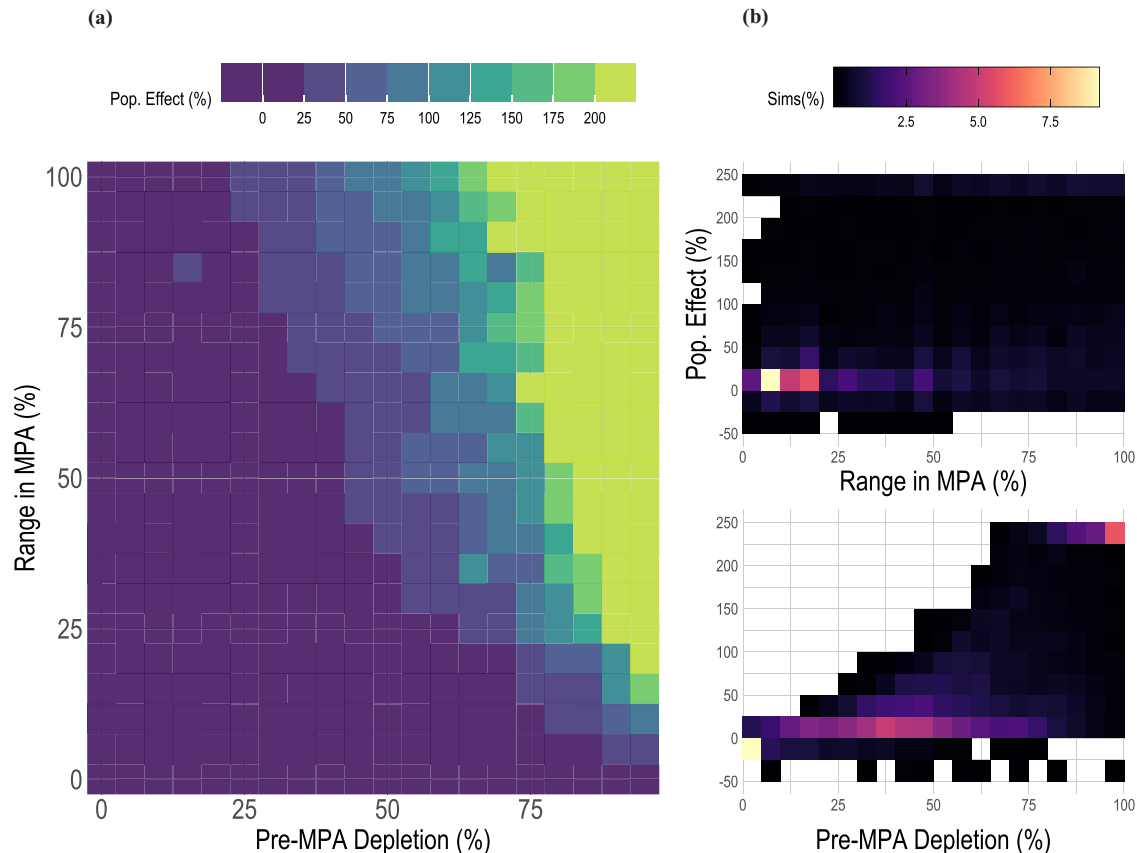 (a)
Pop. Effect (%)
0 25 50 75 100 125 150 175 200
100
75
50
25
0
Range in MPA (%)
0 25 50 75
Pre-MPA Depletion (%)
(b)
Sims(%)
2.5 5.0 7.5
250
200
150
100
50
0
-50
Pop. Effect (%)
0 25 50 75 100
Range in MPA (%)
250
200
150
100
50
0
-50
0 25 50 75 100
Pre-MPA Depletion (%)